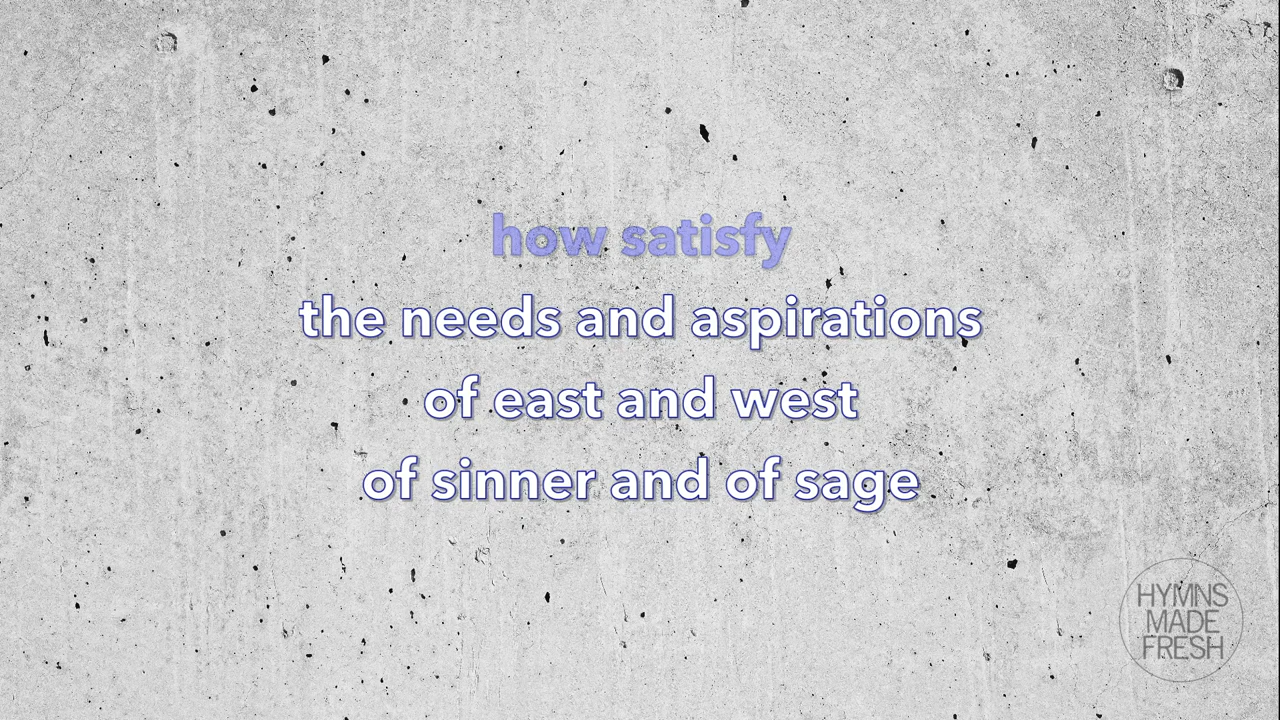 how satisfy
the needs and aspirations
of east and west
of sinner and of sage
HYMNS
MADE
FRESH